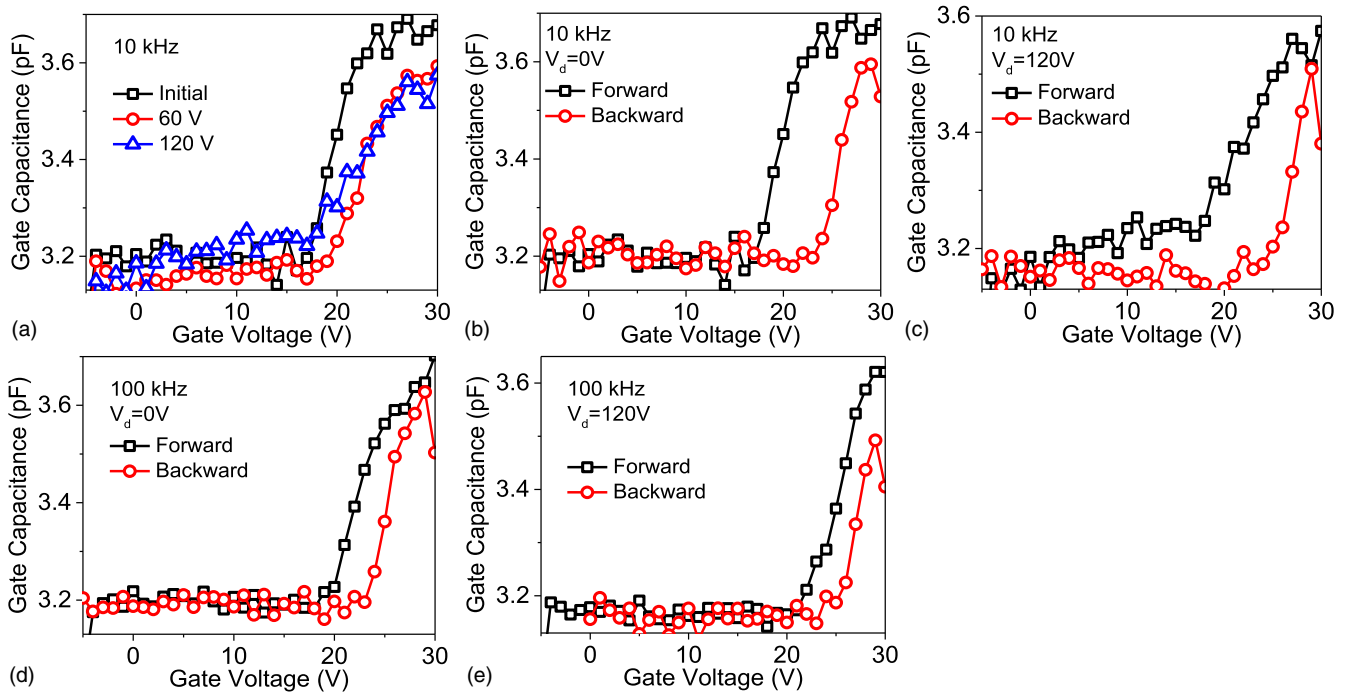 Gate Capacitance (pF)
3.6
3.4
3.2
10 kHz
Initial
60 V
120 V
0
10
20
30
Gate Voltage (V)
(a)
Gate Capacitance (pF)
3.6
3.4
3.2
10 kHz
Vd=0V
Forward
Backward
0
10
20
30
Gate Voltage (V)
(b)
Gate Capacitance (pF)
3.6
3.4
3.2
10 kHz
Vd=120V
Forward
Backward
0
10
20
30
Gate Voltage (V)
(c)
Gate Capacitance (pF)
3.6
3.4
3.2
100 kHz
Vd=0V
Forward
Backward
0
10
20
30
Gate Voltage (V)
(d)
Gate Capacitance (pF)
3.6
3.4
3.2
100 kHz
Vd=120V
Forward
Backward
0
10
20
30
Gate Voltage (V)
(e)